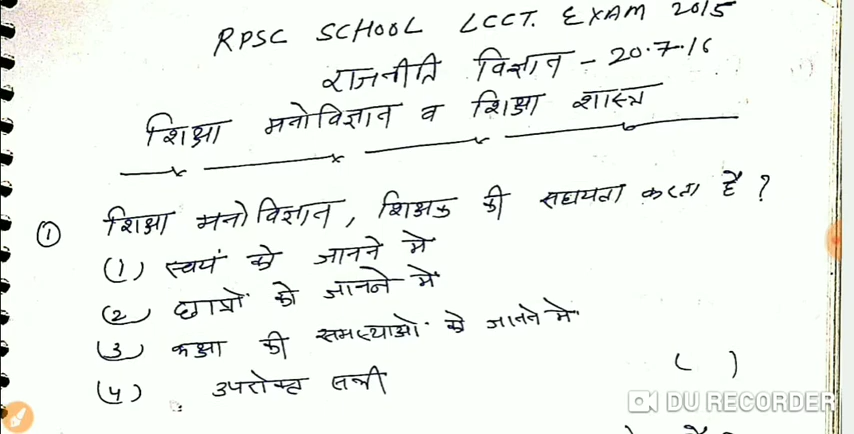 RPSC SCHOOL LCCT. EXAM 2015
राजनीति विज्ञान - 20.7.16
शिक्षा मनोविज्ञान व शिक्षा शास्त्र
① शिक्षा मनोविज्ञान, शिक्षक की सहायता करता है ?
(1) स्वयं को जानने में
(2) छात्रों को जानने में
(3) कक्षा की समस्याओं को जानने में
(4) उपरोक्त सभी
( )
DU RECORDER